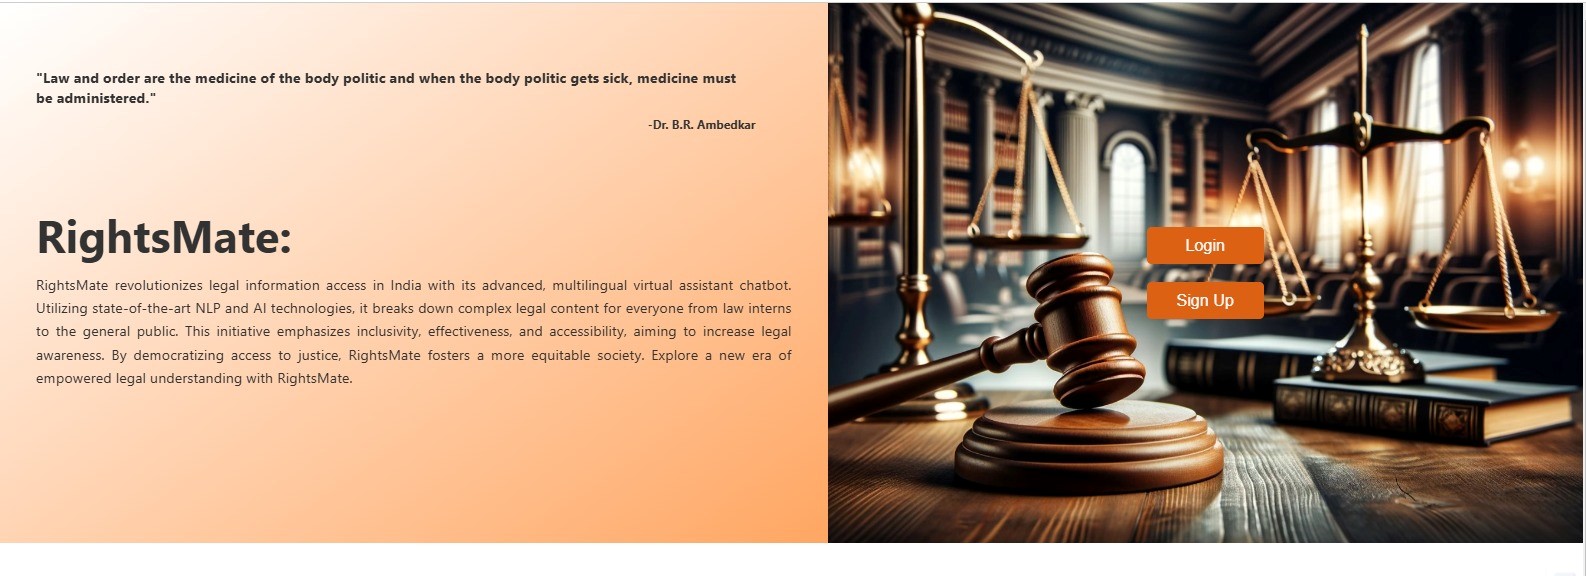 "Law and order are the medicine of the body politic and when the body politic gets sick, medicine must
be administered."
-Dr. B.R. Ambedkar
RightsMate:
RightsMate revolutionizes legal information access in India with its advanced, multilingual virtual assistant chatbot.
Utilizing state-of-the-art NLP and AI technologies, it breaks down complex legal content for everyone from law interns
to the general public. This initiative emphasizes inclusivity, effectiveness, and accessibility, aiming to increase legal
awareness. By democratizing access to justice, RightsMate fosters a more equitable society. Explore a new era of
empowered legal understanding with RightsMate.
Login
Sign Up